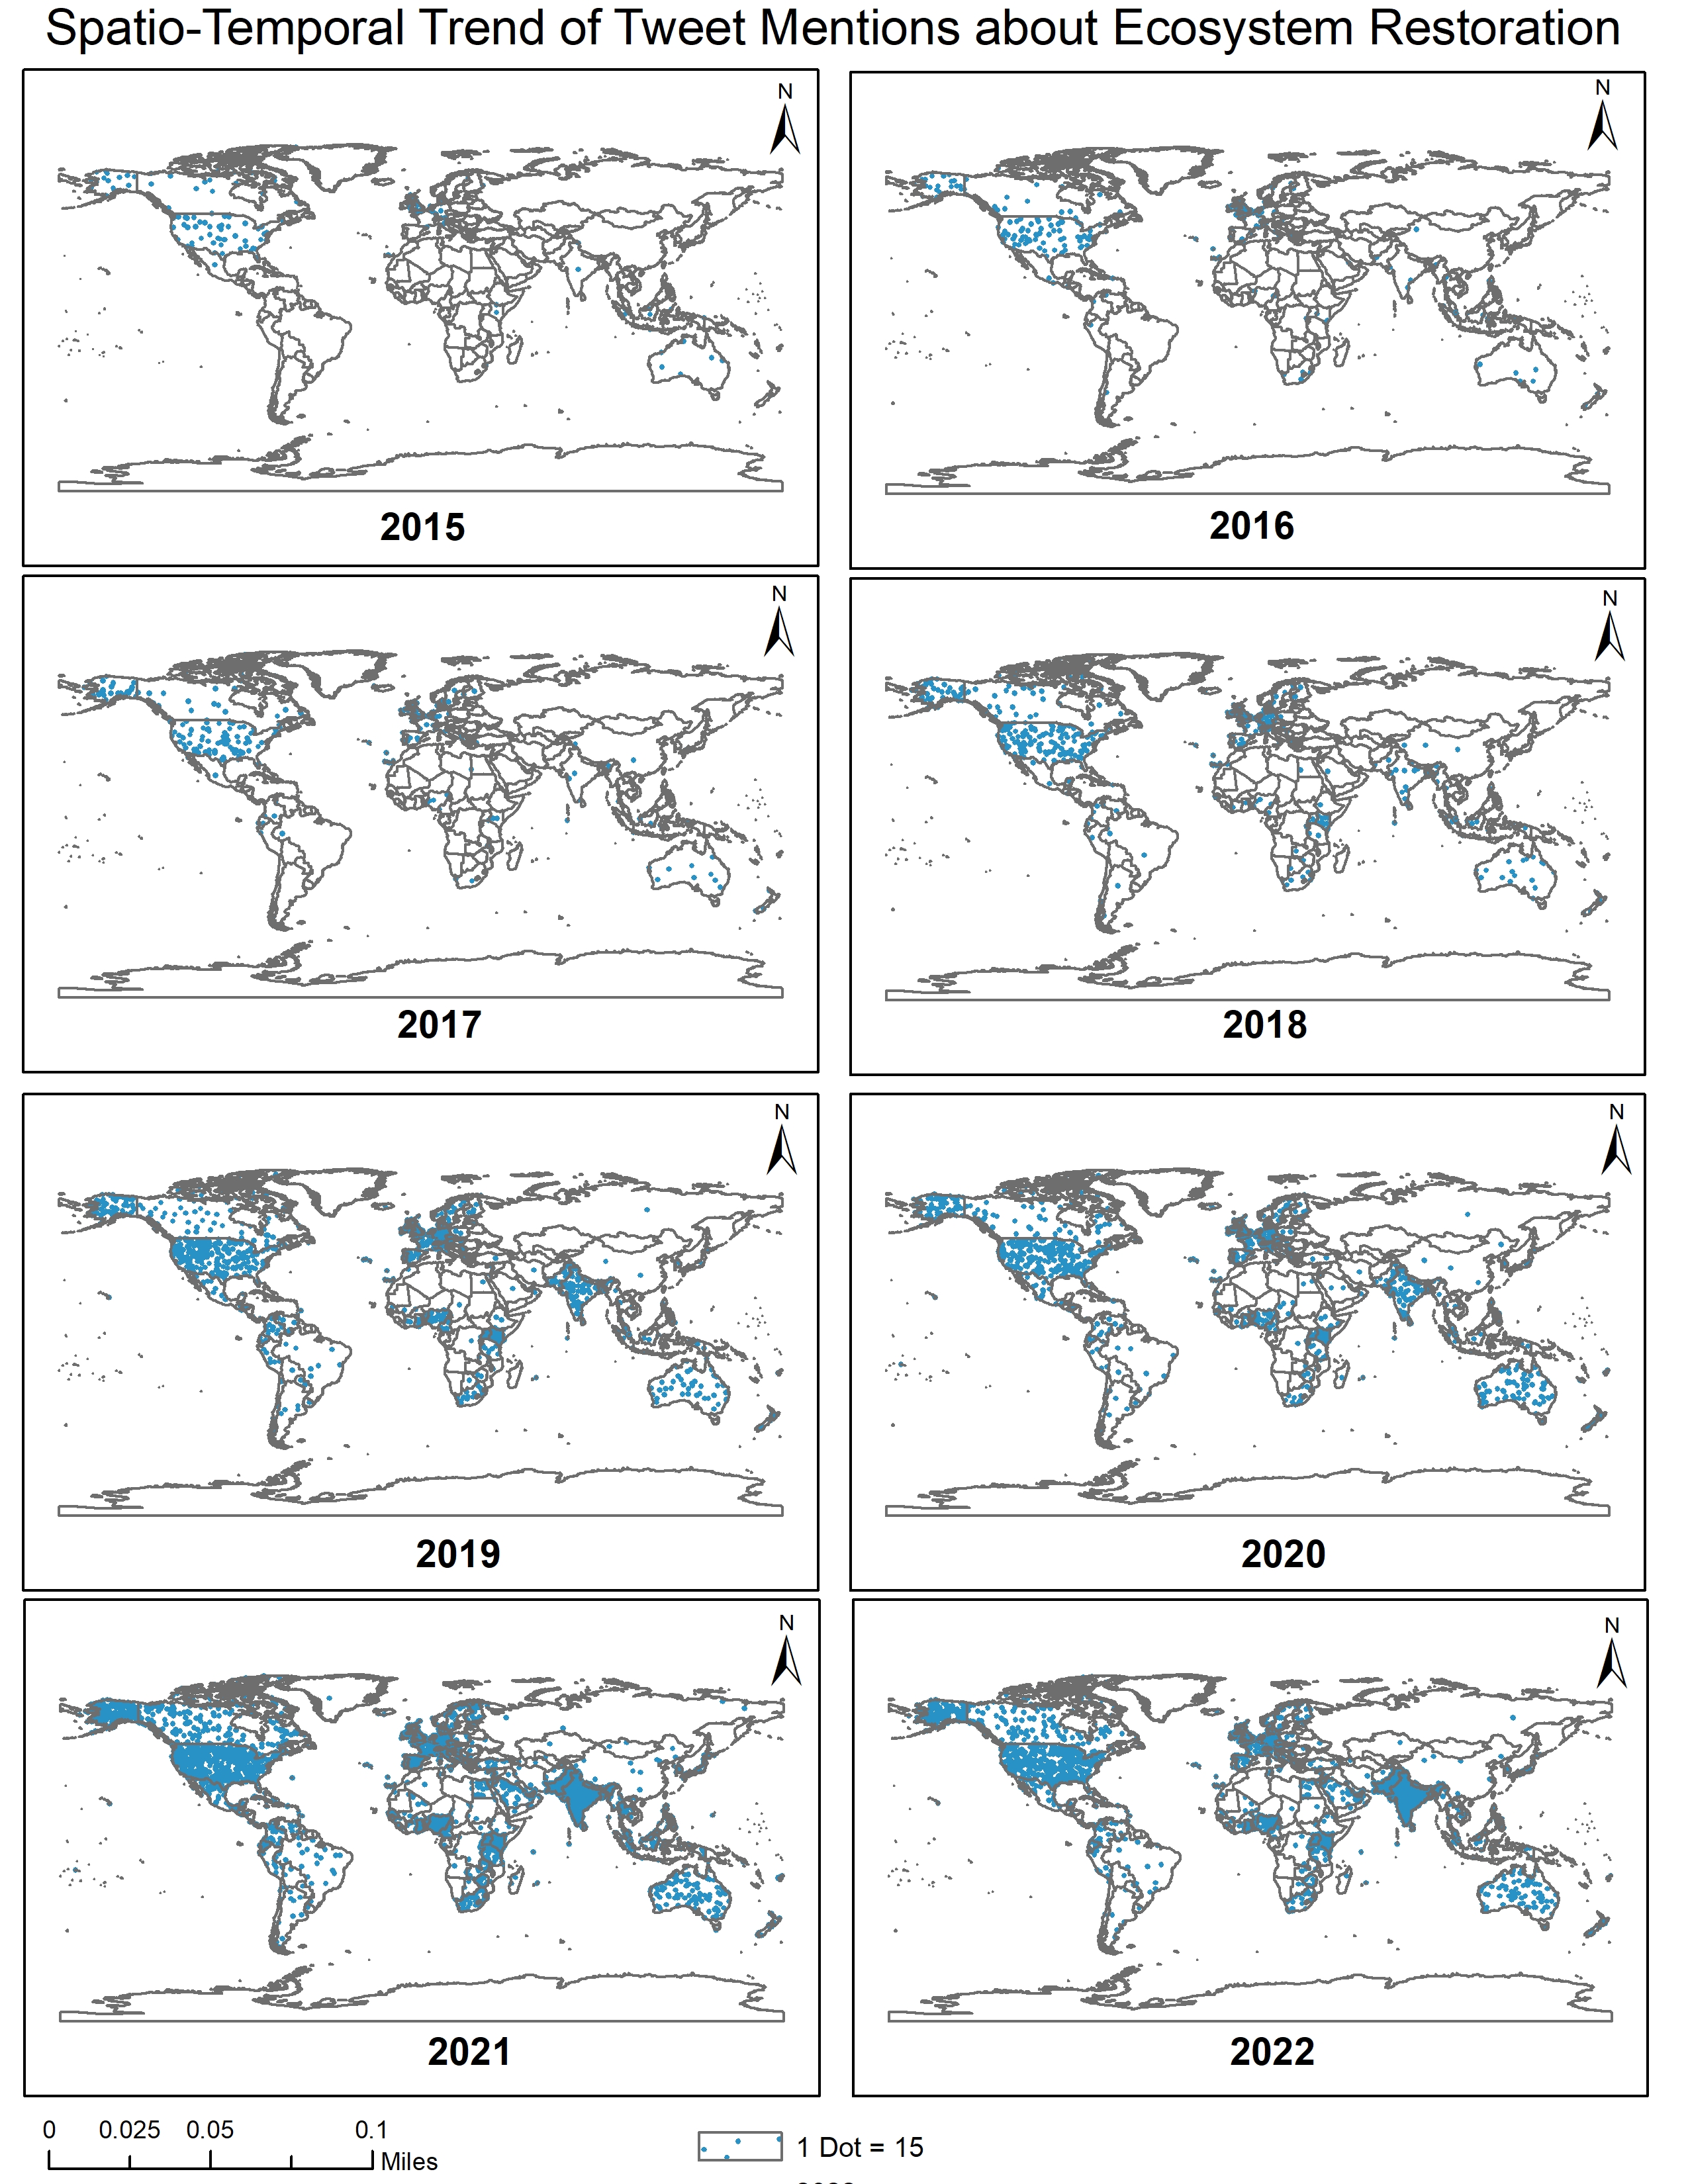 Spatio-Temporal Trend of Tweet Mentions about Ecosystem Restoration
N
N
2015
2016
N
N
2017
2018
N
N
2019
2020
N
N
2021
2022
0 0.025 0.05 0.1
Miles
1 Dot = 15